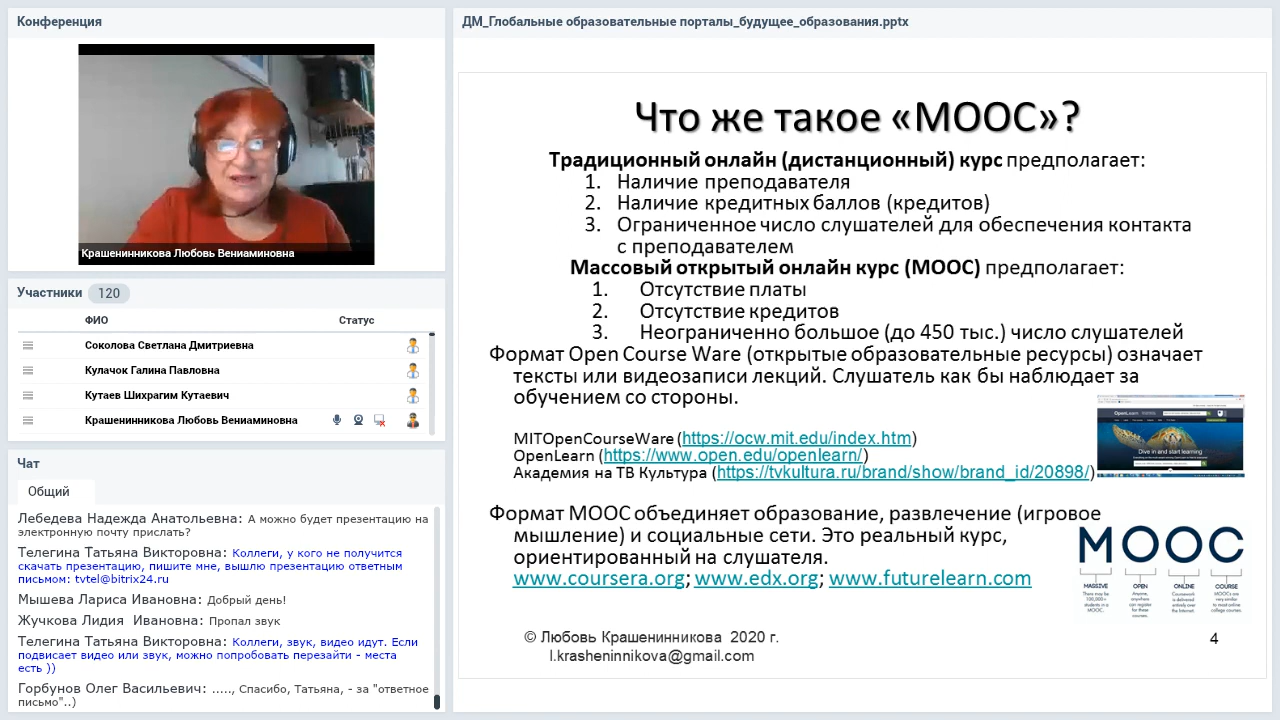 Конференция
Крашенинникова Любовь Вениаминовна
Участники 120
ФИО Статус
Соколова Светлана Дмитриевна
Кулачок Галина Павловна
Кутаев Шихрагим Кутаевич
Крашенинникова Любовь Вениаминовна
Чат
Общий
Лебедева Надежда Анатольевна: А можно будет презентацию на
электронную почту прислать?
Телегина Татьяна Викторовна: Коллеги, у кого не получится
скачать презентацию, пишите мне, вышлю презентацию ответным
письмом: tvtel@bitrix24.ru
Мышева Лариса Ивановна: Добрый день!
Жучкова Лидия Ивановна: Пропал звук
Телегина Татьяна Викторовна: Коллеги, звук, видео идут. Если
подвисает видео или звук, можно попробовать перезайти - места
есть ))
Горбунов Олег Васильевич: ....., Спасибо, Татьяна, - за "ответное
письмо"..)
ДМ_Глобальные образовательные порталы_будущее_образования.pptx
Что же такое «МООС»?
Традиционный онлайн (дистанционный) курс предполагает:
1. Наличие преподавателя
2. Наличие кредитных баллов (кредитов)
3. Ограниченное число слушателей для обеспечения контакта
с преподавателем
Массовый открытый онлайн курс (МООС) предполагает:
1. Отсутствие платы
2. Отсутствие кредитов
3. Неограниченно большое (до 450 тыс.) число слушателей
Формат Open Course Ware (открытые образовательные ресурсы) означает
тексты или видеозаписи лекций. Слушатель как бы наблюдает за
обучением со стороны.
MITOpenCourseWare (https://ocw.mit.edu/index.htm)
OpenLearn (https://www.open.edu/openlearn/)
Академия на ТВ Культура (https://tvkultura.ru/brand/show/brand_id/20898/)
OpenLearn
Dive in and start learning
Формат МООС объединяет образование, развлечение (игровое
мышление) и социальные сети. Это реальный курс,
ориентированный на слушателя.
www.coursera.org; www.edx.org; www.futurelearn.com
MOOC
MASSIVE OPEN ONLINE COURSE
© Любовь Крашенинникова 2020 г.
l.krasheninnikova@gmail.com
4